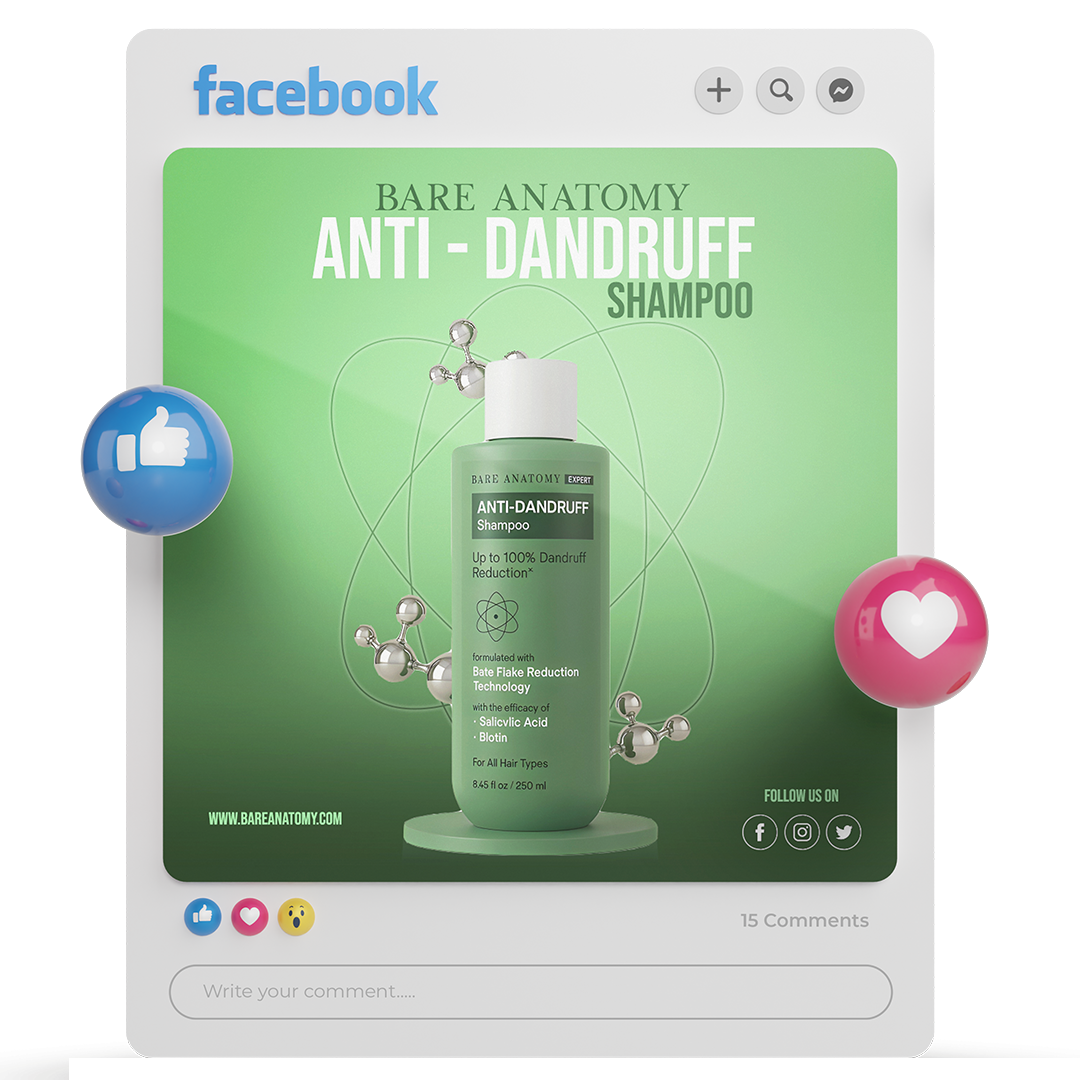 facebook
BARE ANATOMY
ANTI - DANDRUFF
SHAMPOO
BARE ANATOMY EXPERT
ANTI-DANDRUFF
Shampoo
Up to 100% Dandruff
Reduction*
formulated with
Bate Flake Reduction
Technology
with the efficacy of
· Salicvlic Acid
· Blotin
For All Hair Types
8.45 fl oz / 250 ml
WWW.BAREANATOMY.COM
FOLLOW US ON
15 Comments
Write your comment.....